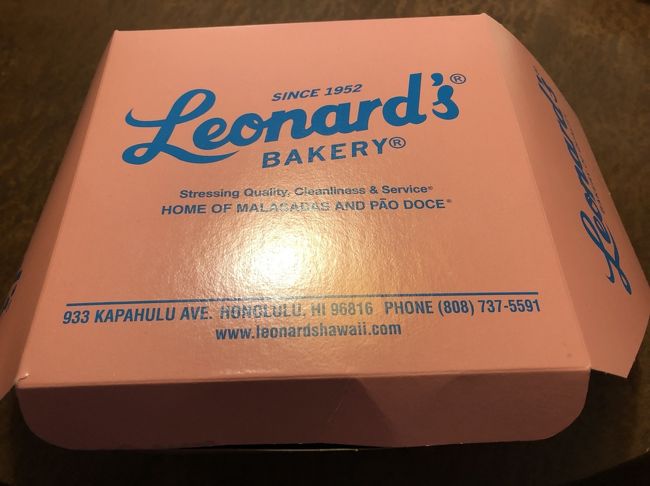 SINCE 1952
Leonard's®
BAKERY®
Stressing Quality, Cleanliness & Service®
HOME OF MALASADAS AND PÃO DOCE®
933 KAPAHULU AVE. HONOLULU, HI 96816 PHONE (808) 737-5591
www.leonardshawaii.com
Leonard's